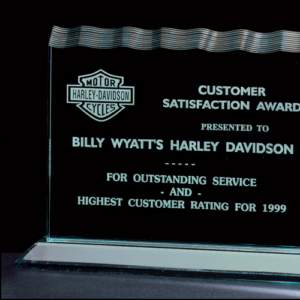 MOTOR
HARLEY-DAVIDSON
CYCLES
CUSTOMER
SATISFACTION AWARD
PRESENTED TO
BILLY WYATT'S HARLEY DAVIDSON
-----
FOR OUTSTANDING SERVICE
- AND -
HIGHEST CUSTOMER RATING FOR 1999